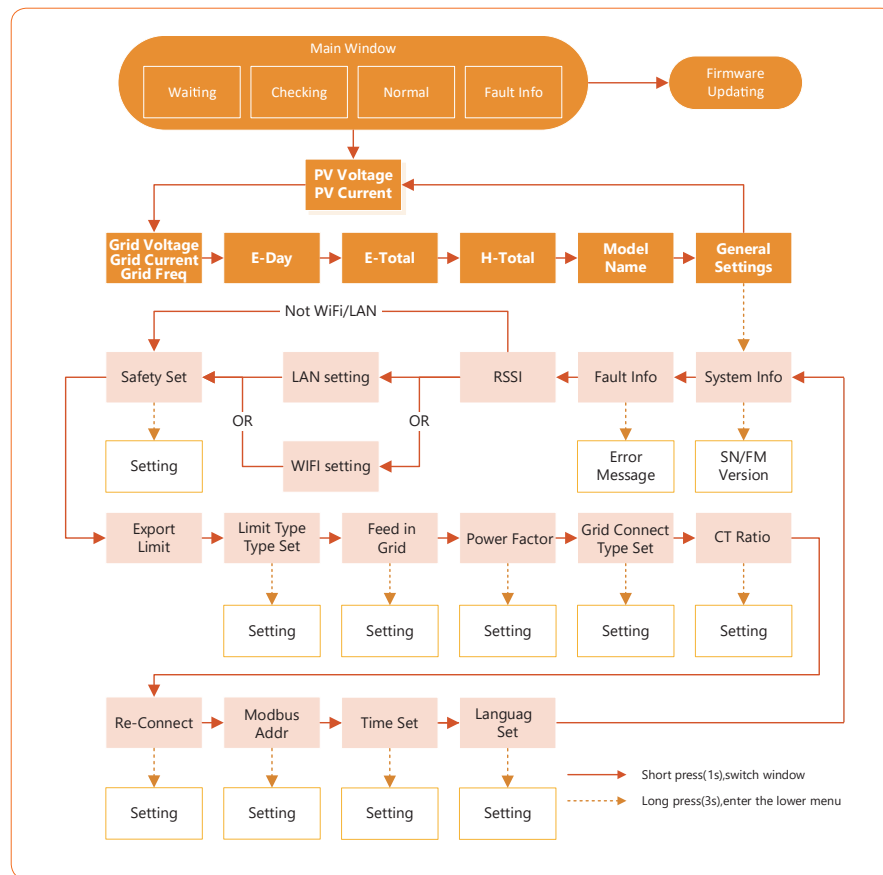 Main Window
Waiting
Checking
Normal
Fault Info
Firmware
Updating
PV Voltage
PV Current
Grid Voltage
Grid Current
Grid Freq
E-Day
E-Total
H-Total
Model
Name
General
Settings
Not WiFi/LAN
Safety Set
LAN setting
RSSI
Fault Info
System Info
OR
OR
Setting
WIFI setting
Error
Message
SN/FM
Version
Export
Limit
Limit Type
Type Set
Feed in
Grid
Power Factor
Grid Connect
Type Set
CT Ratio
Setting
Setting
Setting
Setting
Setting
Re-Connect
Modbus
Addr
Time Set
Languag
Set
Setting
Setting
Setting
Setting
Short press(1s),switch window
Long press(3s),enter the lower menu